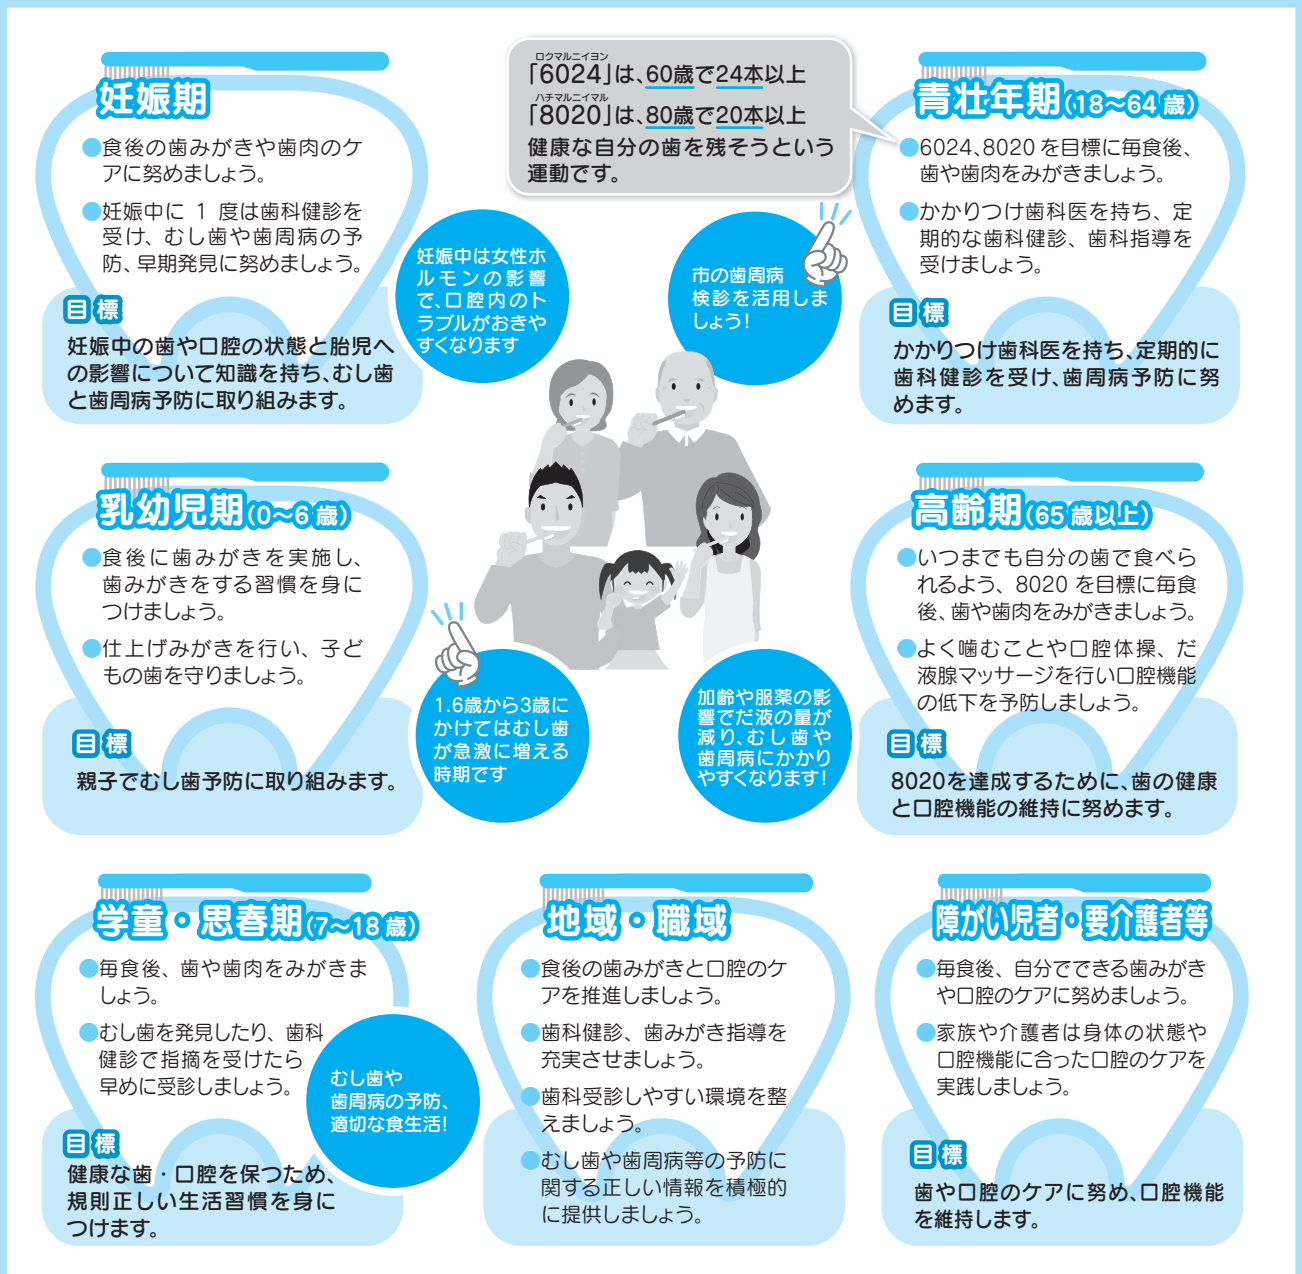 妊娠期
●食後の歯みがきや歯肉のケ
アに努めましょう。
●妊娠中に 1 度は歯科健診を
受け、むし歯や歯周病の予
防、早期発見に努めましょう。
目標
妊娠中の歯や口腔の状態と胎児へ
の影響について知識を持ち、むし歯
と歯周病予防に取り組みます。
妊娠中は女性ホ
ルモンの影響
で、口腔内のト
ラブルがおきや
すくなります
ロクマルニイヨン
「6024」は、60歳で24本以上
ハチマルニイマル
「8020」は、80歳で20本以上
健康な自分の歯を残そうという
運動です。
市の歯周病
検診を活用しま
しょう!
青壮年期(18〜64 歳)
●6024、8020 を目標に毎食後、
歯や歯肉をみがきましょう。
●かかりつけ歯科医を持ち、定
期的な歯科健診、歯科指導を
受けましょう。
目標
かかりつけ歯科医を持ち、定期的に
歯科健診を受け、歯周病予防に努
めます。
乳幼児期(0〜6 歳)
●食後に歯みがきを実施し、
歯みがきをする習慣を身に
つけましょう。
●仕上げみがきを行い、子ど
もの歯を守りましょう。
目標
親子でむし歯予防に取り組みます。
1.6歳から3歳に
かけてはむし歯
が急激に増える
時期です
加齢や服薬の影
響でだ液の量が
減り、むし歯や
歯周病にかかり
やすくなります!
高齢期(65 歳以上)
●いつまでも自分の歯で食べら
れるよう、8020 を目標に毎食
後、歯や歯肉をみがきましょう。
●よく噛むことや口腔体操、だ
液腺マッサージを行い口腔機能
の低下を予防しましょう。
目標
8020を達成するために、歯の健康
と口腔機能の維持に努めます。
学童・思春期(7〜18 歳)
●毎食後、歯や歯肉をみがきま
しょう。
●むし歯を発見したり、歯科
健診で指摘を受けたら
早めに受診しましょう。
むし歯や
歯周病の予防、
適切な食生活!
目標
健康な歯・口腔を保つため、
規則正しい生活習慣を身に
つけます。
地域・職域
●食後の歯みがきと口腔のケ
アを推進しましょう。
●歯科健診、歯みがき指導を
充実させましょう。
●歯科受診しやすい環境を整
えましょう。
●むし歯や歯周病等の予防に
関する正しい情報を積極的
に提供しましょう。
障がい児者・要介護者等
●毎食後、自分でできる歯みがき
や口腔のケアに努めましょう。
●家族や介護者は身体の状態や
口腔機能に合った口腔のケアを
実践しましょう。
目標
歯や口腔のケアに努め、口腔機能
を維持します。